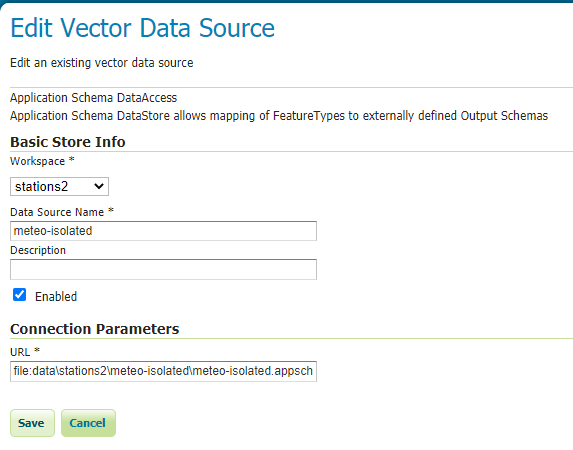 Edit Vector Data Source
Edit an existing vector data source
Application Schema DataAccess
Application Schema DataStore allows mapping of FeatureTypes to externally defined Output Schemas
Basic Store Info
Workspace *
stations2
Data Source Name *
meteo-isolated
Description
Enabled
Connection Parameters
URL *
file:data\stations2\meteo-isolated\meteo-isolated.appsch
Save Cancel